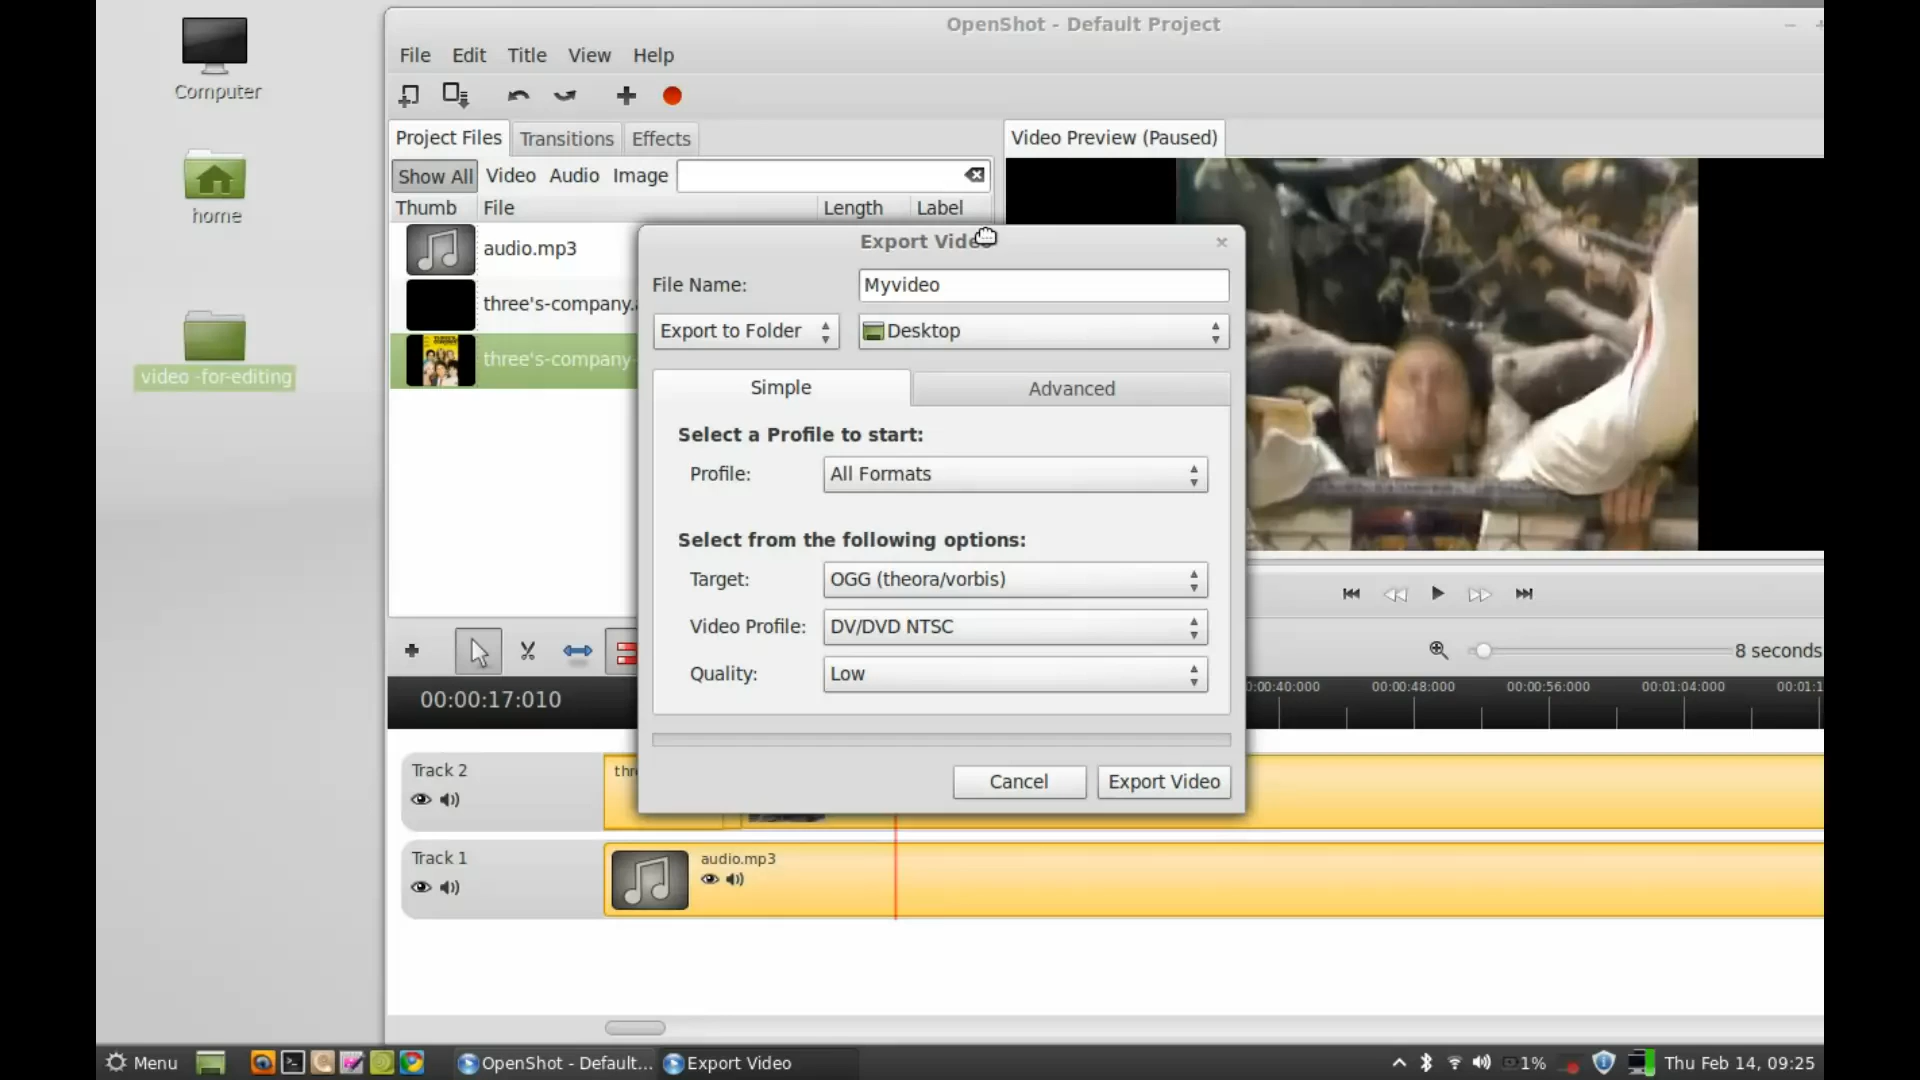 Computer
home
video -for-editing
OpenShot - Default Project
File Edit Title View Help
Project Files Transitions Effects
Show All Video Audio Image
Thumb File Length Label
audio.mp3
three's-company.
three's-company-
Video Preview (Paused)
Export Video
File Name: Myvideo
Export to Folder Desktop
Simple Advanced
Select a Profile to start:
Profile: All Formats
Select from the following options:
Target: OGG (theora/vorbis)
Video Profile: DV/DVD NTSC
Quality: Low
Cancel Export Video
8 seconds
00:00:17:010
0:00:40:000 00:00:48:000 00:00:56:000 00:01:04:000 00:01:1
Track 2
thr
Track 1
audio.mp3
Menu OpenShot - Default... Export Video 1% Thu Feb 14, 09:25